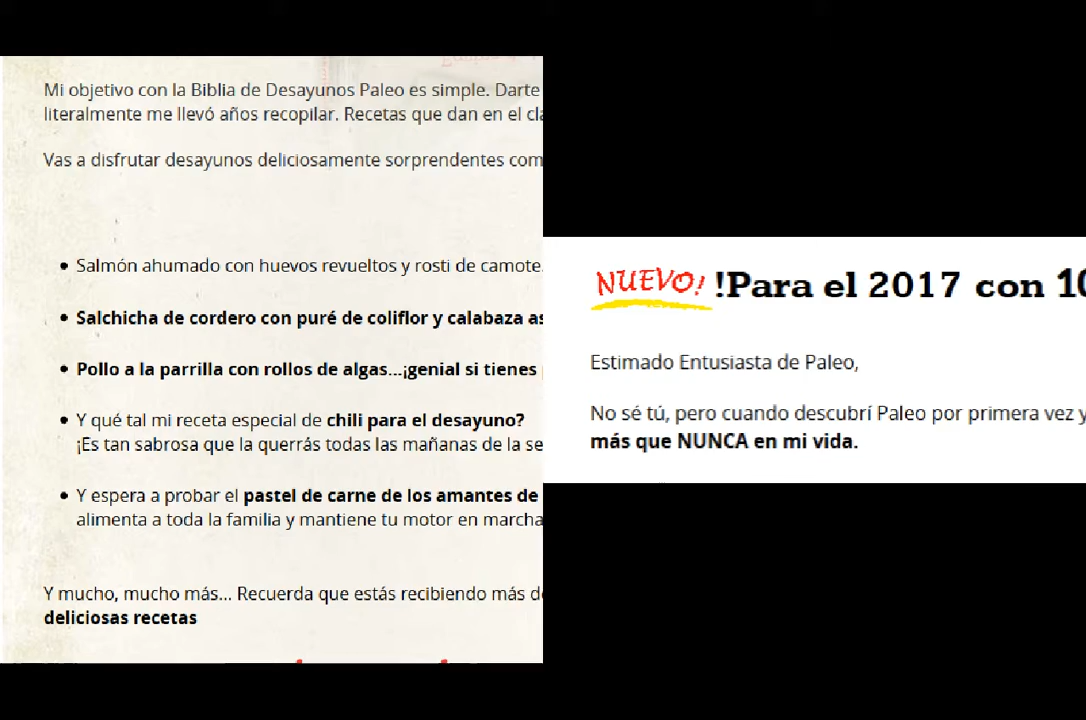 Mi objetivo con la Biblia de Desayunos Paleo es simple. Darte
literalmente me llevó años recopilar. Recetas que dan en el
Vas a disfrutar desayunos deliciosamente sorprendentes com
• Salmón ahumado con huevos revueltos y rosti de camote.
• Salchicha de cordero con puré de coliflor y calabaza as
• Pollo a la parrilla con rollos de algas...¡genial si tienes
• Y qué tal mi receta especial de chili para el desayuno?
¡Es tan sabrosa que la querrás todas las mañanas de la se
• Y espera a probar el pastel de carne de los amantes de
alimenta a toda la familia y mantiene tu motor en marcha
Y mucho, mucho más... Recuerda que estás recibiendo más de
deliciosas recetas
NUEVO! !Para el 2017 con 10
Estimado Entusiasta de Paleo,
No sé tú, pero cuando descubrí Paleo por primera vez y
más que NUNCA en mi vida.